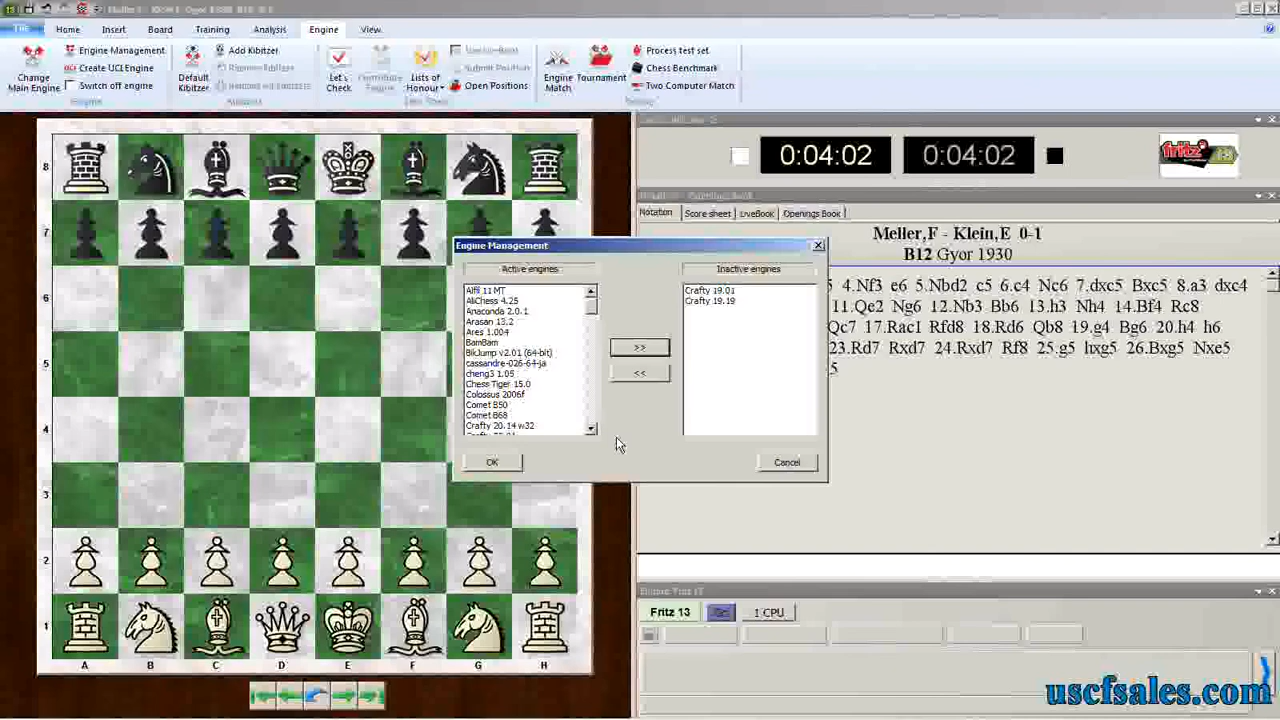 Home Insert Board Training Analysis Engine View
Change Main Engine
Engine Management
Create UCI Engine
Switch off engine
Default Kibitzer
Add Kibitzer
Let's Check
Lists of Honour
Open Positions
Engine Match
Tournament
Process test set
Chess Benchmark
Two Computer Match
8
7
6
5
4
3
2
1
A B C D E F G H
0:04:02
0:04:02
fritz
Notation Score sheet LiveBook Openings Book
Meller,F - Klein,E 0-1
B12 Gyor 1930
4.Nf3 e6 5.Nbd2 c5 6.c4 Nc6 7.dxc5 Bxc5 8.a3 dxc4
11.Qe2 Ng6 12.Nb3 Bb6 13.h3 Nh4 14.Bf4 Rc8
Qc7 17.Rac1 Rfd8 18.Rd6 Qb8 19.g4 Bg6 20.h4 h6
23.Rd7 Rxd7 24.Rxd7 Rf8 25.g5 hxg5 26.Bxg5 Nxe5
5
Engine Management
Active engines
Alfil 11 MT
AliChess 4.25
Anaconda 2.0.1
Arasan 13.2
Ares 1.004
BamBam
BikJump v2.01 (64-bit)
cassandre-026-64-ja
cheng3 1.05
Chess Tiger 15.0
Colossus 2006f
Comet B50
Comet B68
Crafty 20.14 w32
>>
<<
Inactive engines
Crafty 19.01
Crafty 19.19
OK
Cancel
Fritz 13
1 CPU
uscfsales.com